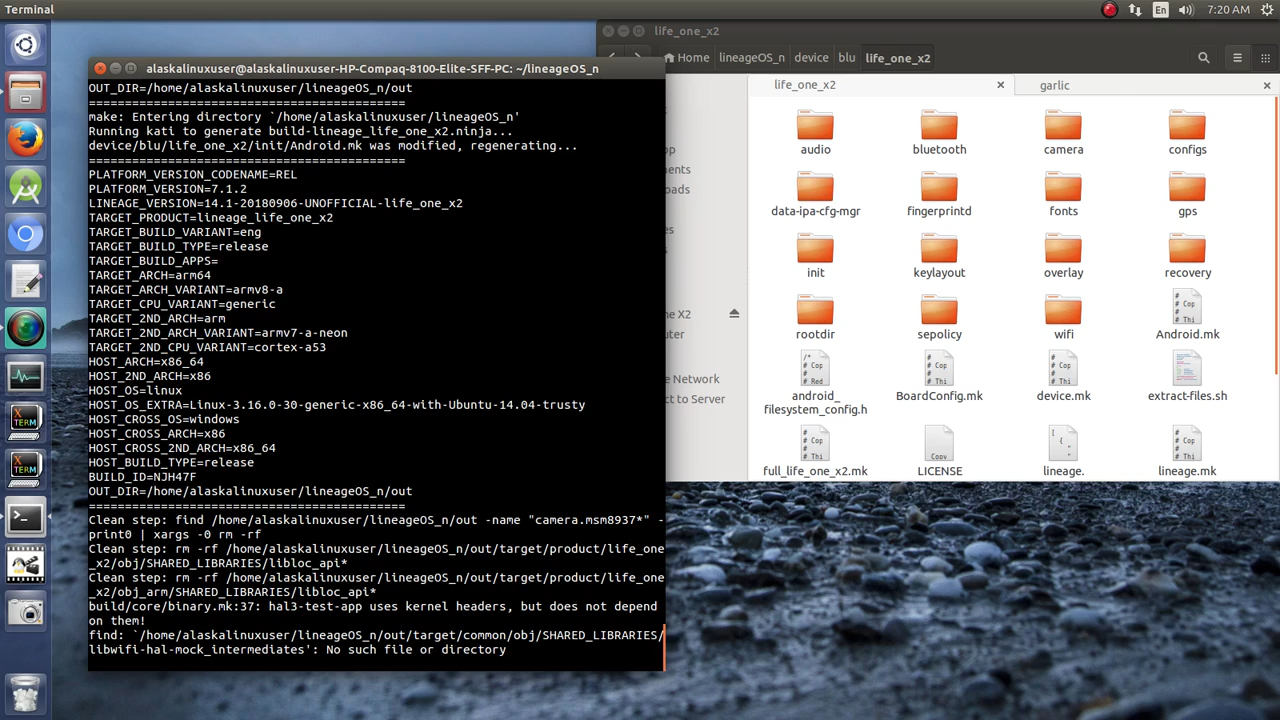 Terminal
En
7:20 AM
alaskalinuxuser@alaskalinuxuser-HP-Compaq-8100-Elite-SFF-PC: ~/lineageOS_n
OUT_DIR=/home/alaskalinuxuser/lineageOS_n/out
============================================
make: Entering directory `/home/alaskalinuxuser/lineageOS_n'
Running kati to generate build-lineage_life_one_x2.ninja...
device/blu/life_one_x2/init/Android.mk was modified, regenerating...
============================================
PLATFORM_VERSION_CODENAME=REL
PLATFORM_VERSION=7.1.2
LINEAGE_VERSION=14.1-20180906-UNOFFICIAL-life_one_x2
TARGET_PRODUCT=lineage_life_one_x2
TARGET_BUILD_VARIANT=eng
TARGET_BUILD_TYPE=release
TARGET_BUILD_APPS=
TARGET_ARCH=arm64
TARGET_ARCH_VARIANT=armv8-a
TARGET_CPU_VARIANT=generic
TARGET_2ND_ARCH=arm
TARGET_2ND_ARCH_VARIANT=armv7-a-neon
TARGET_2ND_CPU_VARIANT=cortex-a53
HOST_ARCH=x86_64
HOST_2ND_ARCH=x86
HOST_OS=linux
HOST_OS_EXTRA=Linux-3.16.0-30-generic-x86_64-with-Ubuntu-14.04-trusty
HOST_CROSS_OS=windows
HOST_CROSS_ARCH=x86
HOST_CROSS_2ND_ARCH=x86_64
HOST_BUILD_TYPE=release
BUILD_ID=NJH47F
OUT_DIR=/home/alaskalinuxuser/lineageOS_n/out
============================================
Clean step: find /home/alaskalinuxuser/lineageOS_n/out -name "camera.msm8937*" -
print0 | xargs -0 rm -rf
Clean step: rm -rf /home/alaskalinuxuser/lineageOS_n/out/target/product/life_one
_x2/obj/SHARED_LIBRARIES/libloc_api*
Clean step: rm -rf /home/alaskalinuxuser/lineageOS_n/out/target/product/life_one
_x2/obj_arm/SHARED_LIBRARIES/libloc_api*
build/core/binary.mk:37: hal3-test-app uses kernel headers, but does not depend
on them!
find: `/home/alaskalinuxuser/lineageOS_n/out/target/common/obj/SHARED_LIBRARIES/
libwifi-hal-mock_intermediates': No such file or directory
life_one_x2
Home lineageOS_n device blu life_one_x2
life_one_x2 garlic
audio bluetooth camera configs
data-ipa-cfg-mgr fingerprintd fonts gps
init keylayout overlay recovery
rootdir sepolicy wifi Android.mk
android_
filesystem_config.h BoardConfig.mk device.mk extract-files.sh
full_life_one_x2.mk LICENSE lineage. lineage.mk
op
ments
oads
es
ne X2
uter
e Network
ct to Server
XTERM
XTERM